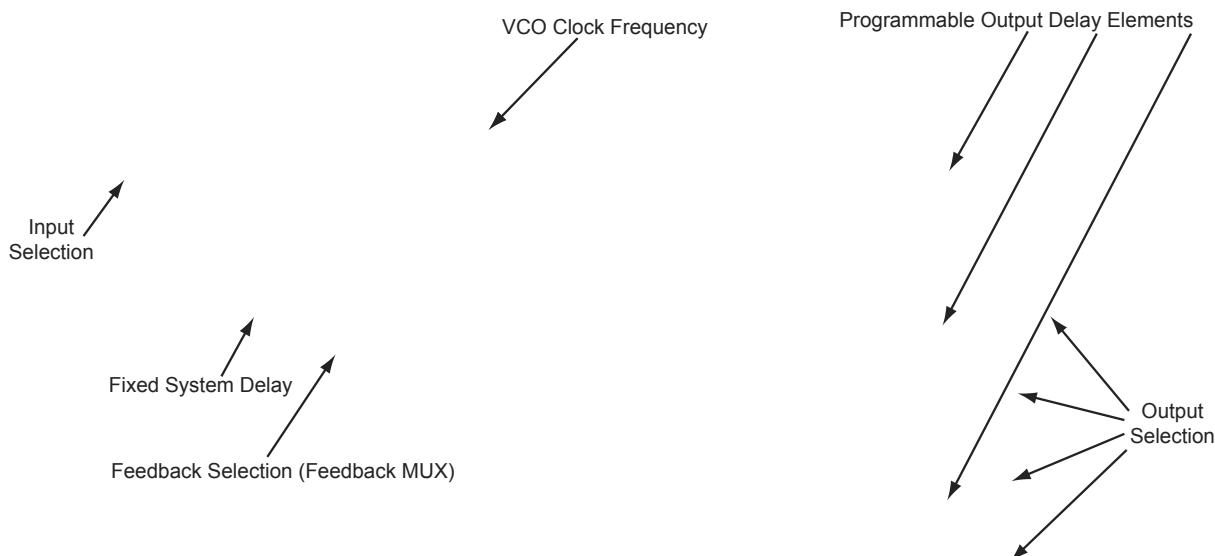 VCO Clock Frequency
Programmable Output Delay Elements
Input
Selection
Fixed System Delay
Feedback Selection (Feedback MUX)
Output
Selection